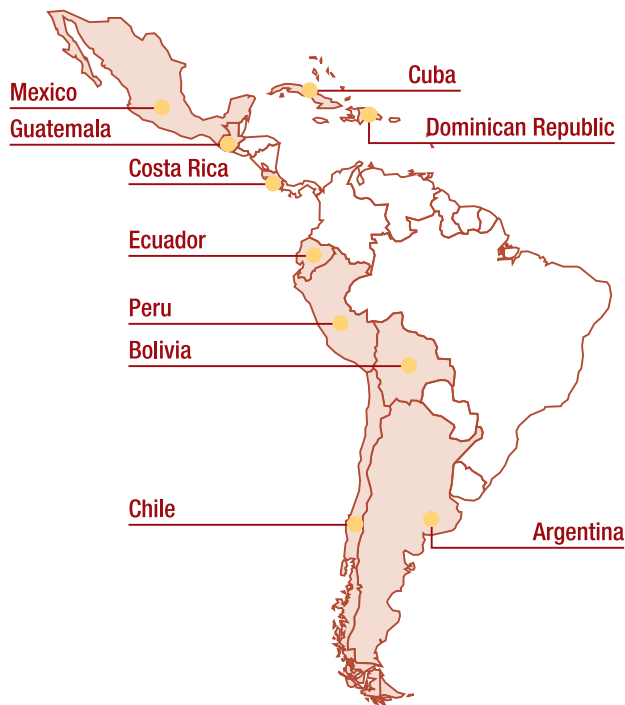 Cuba
Mexico
Dominican Republic
Guatemala
Costa Rica
Ecuador
Peru
Bolivia
Chile
Argentina